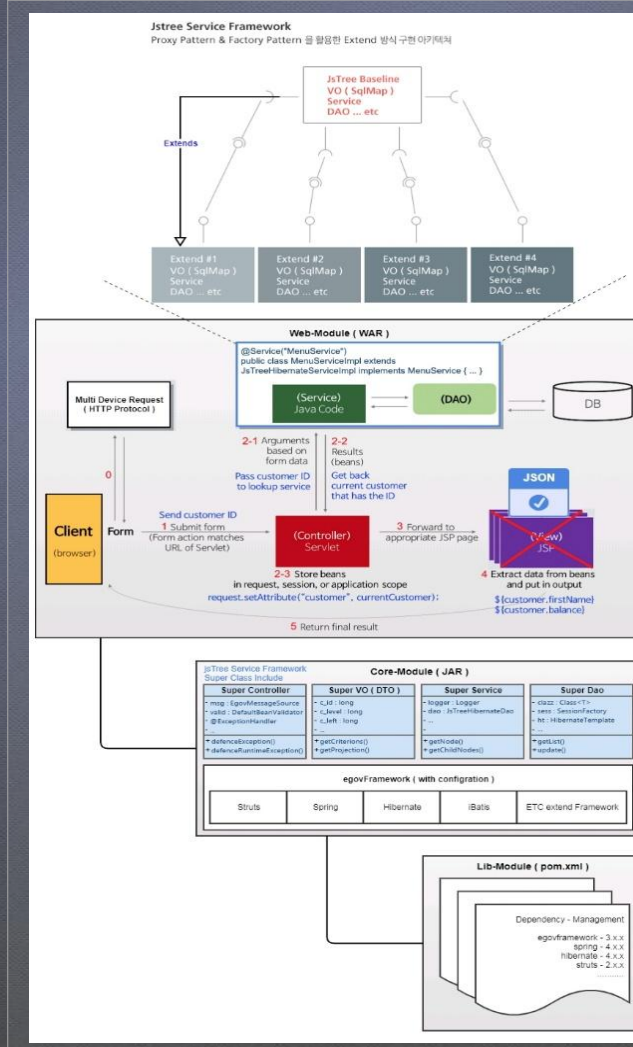 Jstree Service Framework
Proxy Pattern & Factory Pattern 을 활용한 Extend 방식 구현 아키텍처
JsTree Baseline
VO ( SqlMap )
Service
DAO ... etc
Extends
Extend #1
VO ( SqlMap )
Service
DAO ... etc
Extend #2
VO ( SqlMap )
Service
DAO ... etc
Extend #3
VO ( SqlMap )
Service
DAO ... etc
Extend #4
VO ( SqlMap )
Service
DAO ... etc
Web-Module ( WAR )
@Service("MenuService")
public class MenuServiceImpl extends
JsTreeHibernateServiceImpl implements MenuService { ... }
(Service)
Java Code
(DAO)
DB
Multi Device Request
( HTTP Protocol )
0
2-1 Arguments
based on
form data
Pass customer ID
to lookup service
2-2
Results
(beans)
Get back
current customer
that has the ID
JSON
Client
(browser)
Form
Send customer ID
1 Submit form
(Form action matches
URL of Servlet)
(Controller)
Servlet
3 Forward to
appropriate JSP page
(View)
JSP
2-3 Store beans
in request, session, or application scope
request.setAttribute("customer", currentCustomer);
4 Extract data from beans
and put in output
${customer.firstName}
${customer.balance}
5 Return final result
jsTree Service Framework
Super Class Include
Core-Module ( JAR )
Super Controller
- msg : EgovMessageSource
- valid : DefaultBeanValidator
- @ExceptionHandler
- ...
+ defenceException()
+ defenceRuntimeException()
Super VO ( DTO )
- c_id : long
- c_level : long
- c_left : long
- ...
+ getCriterions()
+ getProjection()
Super Service
- logger : Logger
- dao : JsTreeHibernateDao
- ...
- ..
+ getNode()
+ getChildNodes()
Super Dao
- clazz : Class<T>
- sess : SessionFactory
- ht : HibernateTemplate
- ...
+ getList()
+ update()
egovFramework ( with configration )
Struts
Spring
Hibernate
iBatis
ETC extend Framework
Lib-Module ( pom.xml )
Dependency - Management
egovframework - 3.x.x
spring - 4.x.x
hibernate - 4.x.x
struts - 2.x.x